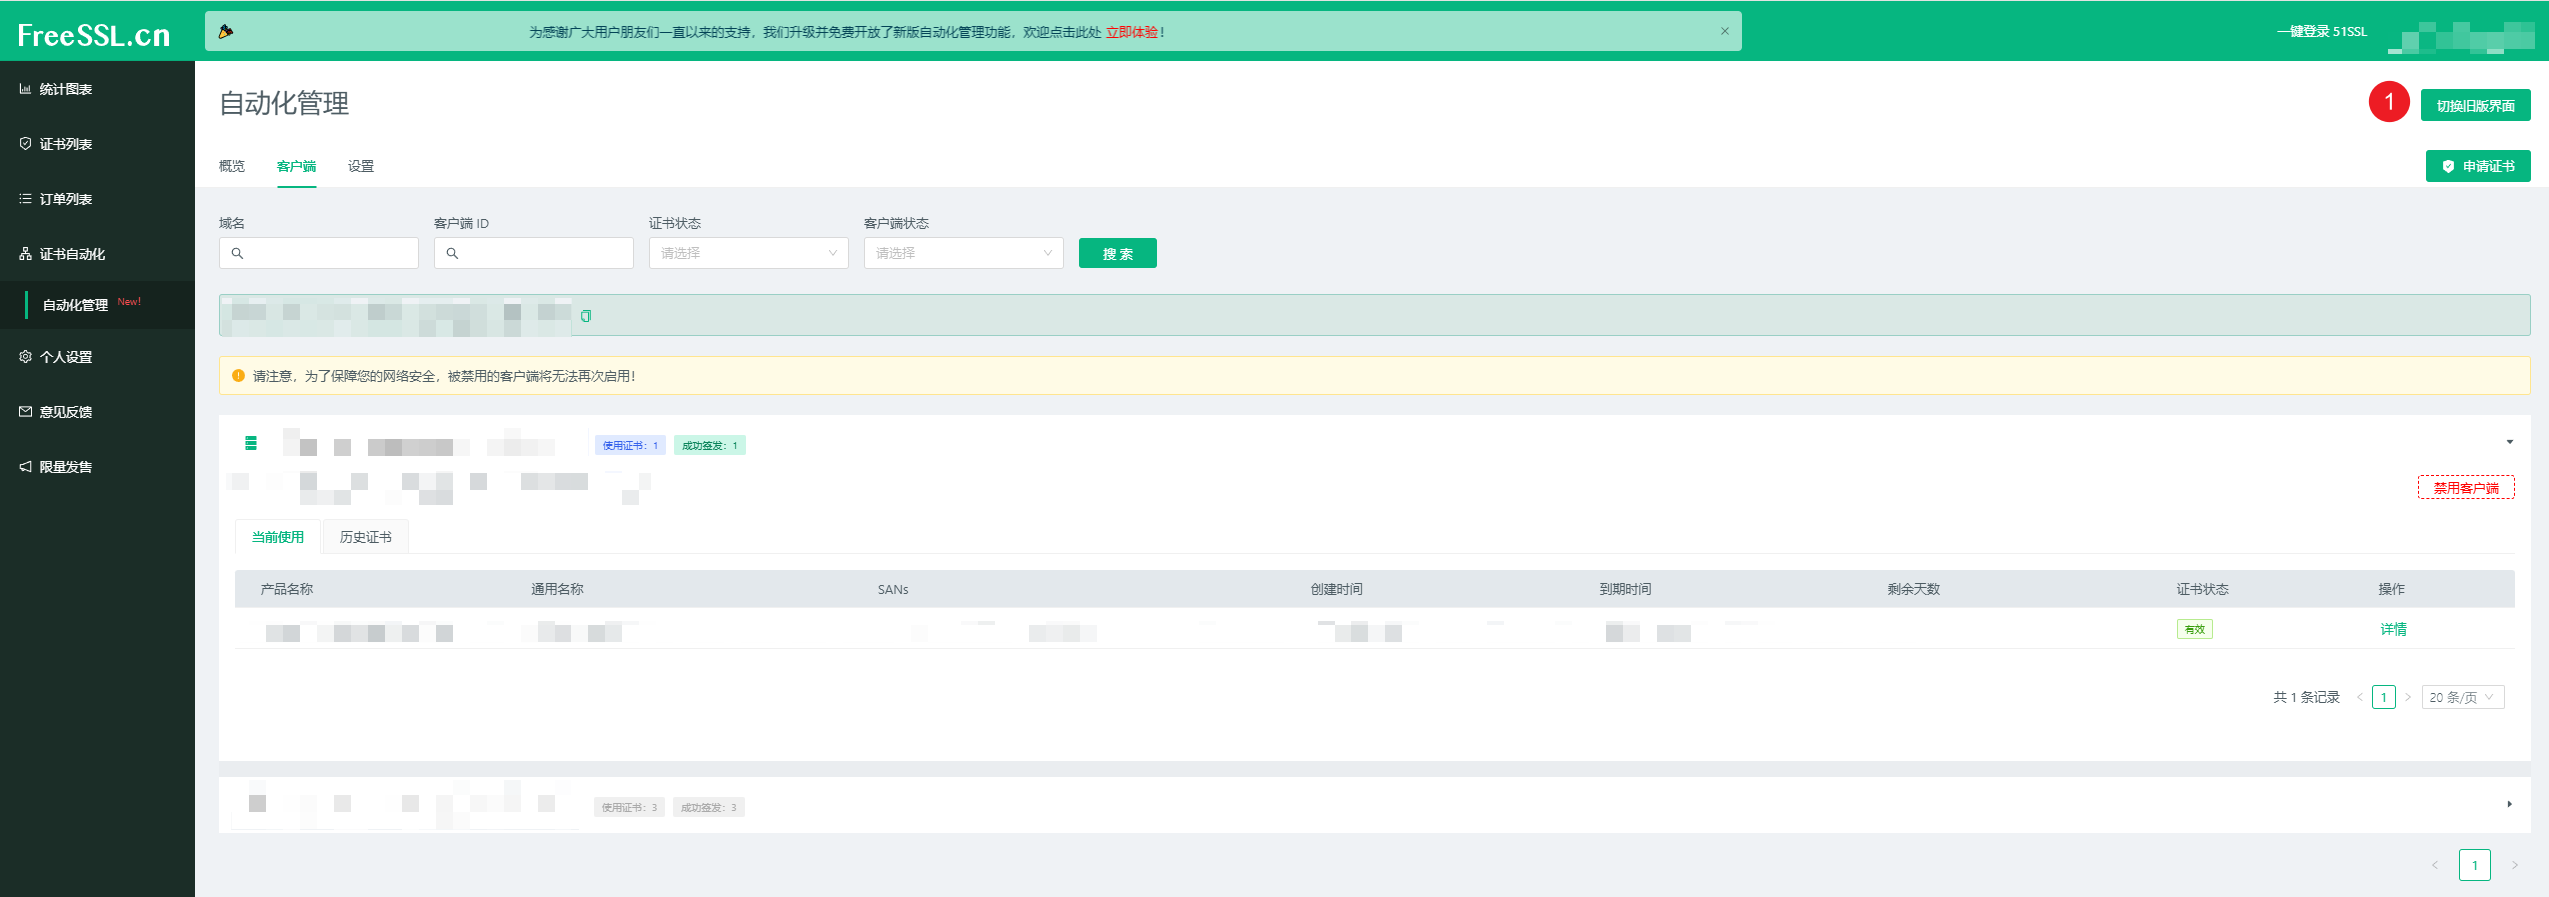 FreeSSL.cn
为感谢广大用户朋友们一直以来的支持，我们升级并免费开放了新版自动化管理功能，欢迎点击此处 立即体验！
一键登录 51SSL
统计图表
证书列表
订单列表
证书自动化
自动化管理 New!
个人设置
意见反馈
限量发售
自动化管理
1
切换旧版界面
概览 客户端 设置
申请证书
域名 客户端 ID 证书状态 客户端状态
请选择 请选择 搜 索
请注意，为了保障您的网络安全，被禁用的客户端将无法再次启用！
使用证书：1 成功签发：1
禁用客户端
当前使用 历史证书
产品名称 通用名称 SANs 创建时间 到期时间 剩余天数 证书状态 操作
有效 详情
共 1 条记录 < 1 > 20 条/页
使用证书：3 成功签发：3
< 1 >